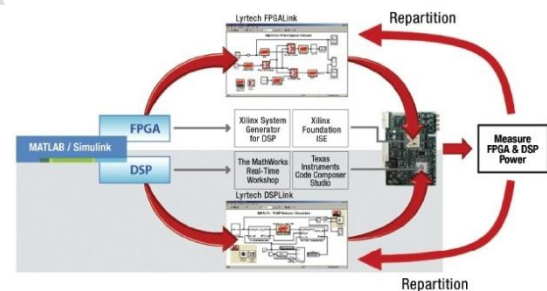 Lyrtech FPGALink
Repartition
MATLAB / Simulink
FPGA
Xilinx System
Generator
for DSP
Xilinx
Foundation
ISE
Measure
FPGA & DSP
Power
DSP
The MathWorks
Real-Time
Workshop
Texas
Instruments
Code Composer
Studio
Lyrtech DSPLink
Repartition